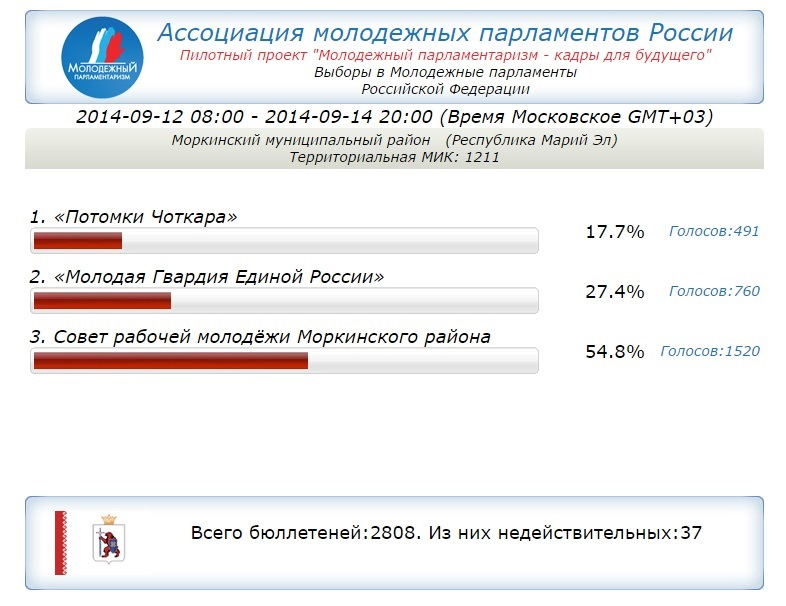 Ассоциация молодежных парламентов России
Пилотный проект "Молодежный парламентаризм - кадры для будущего"
Выборы в Молодежные парламенты
Российской Федерации
МОЛОДЕЖНЫЙ
ПАРЛАМЕНТАРИЗМ
2014-09-12 08:00 - 2014-09-14 20:00 (Время Московское GMT+03)
Моркинский муниципальный район (Республика Марий Эл)
Территориальная МИК: 1211
1. «Потомки Чоткара»
17.7% Голосов:491
2. «Молодая Гвардия Единой России»
27.4% Голосов:760
3. Совет рабочей молодёжи Моркинского района
54.8% Голосов:1520
Всего бюллетеней:2808. Из них недействительных:37